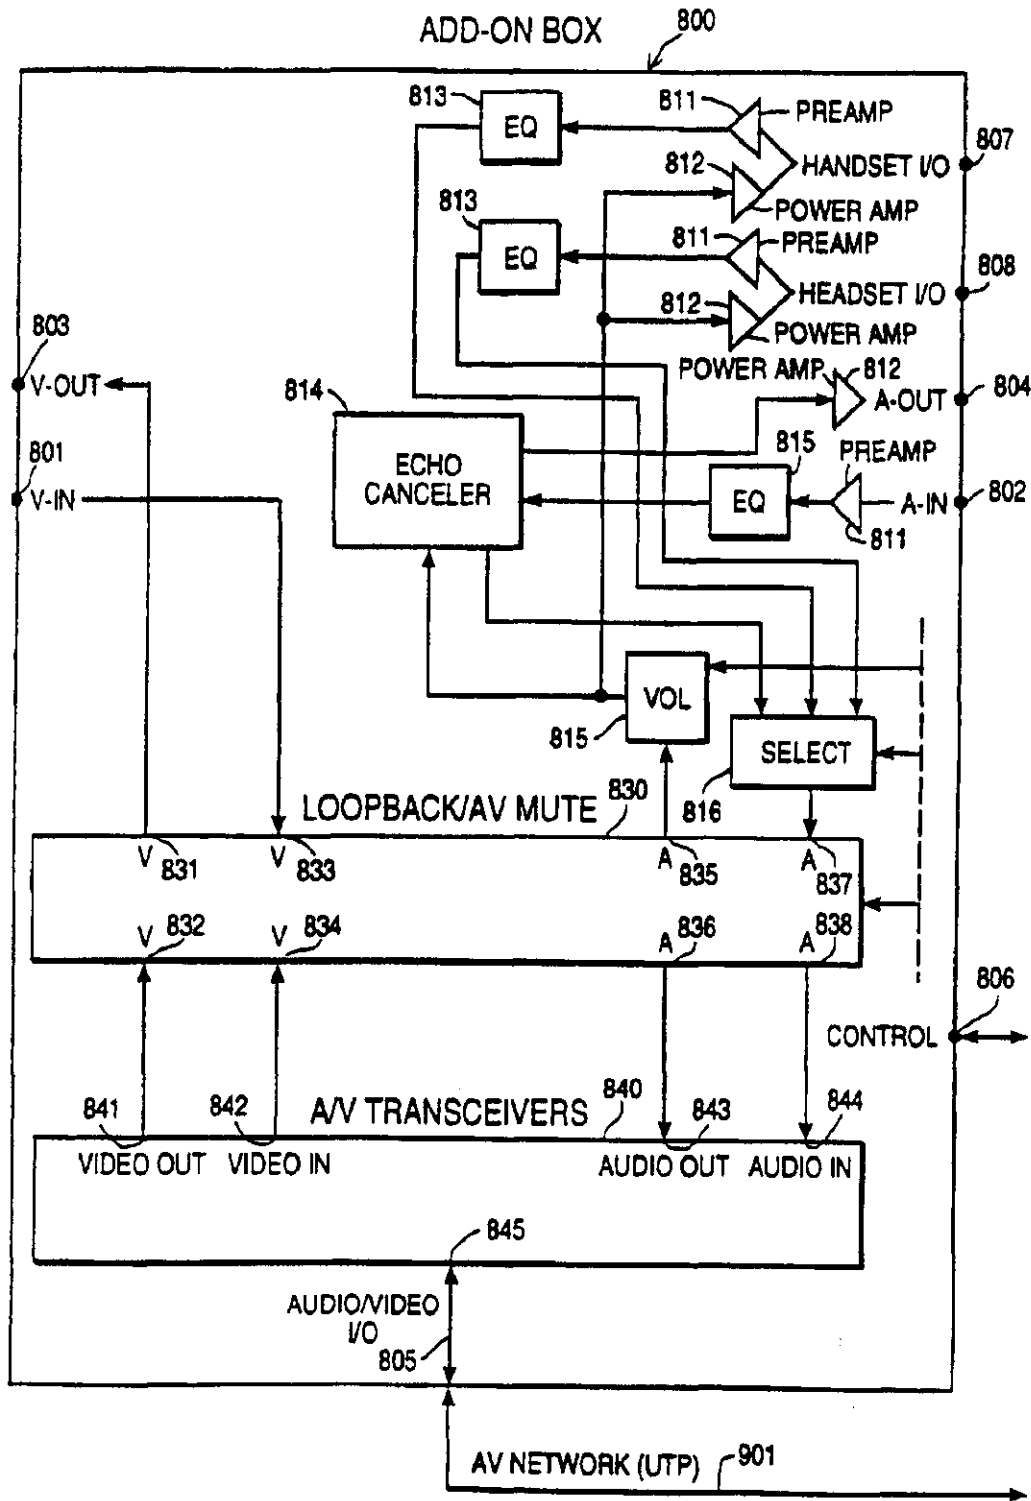 ADD-ON BOX
800
813
EQ
811
PREAMP
807
HANDSET I/O
812
POWER AMP
813
EQ
811
PREAMP
808
HEADSET I/O
812
POWER AMP
803
V-OUT
POWER AMP
812
A-OUT
804
814
ECHO
CANCELER
801
V-IN
815
EQ
PREAMP
A-IN
802
811
VOL
815
SELECT
816
LOOPBACK/AV MUTE
830
V
831
V
833
A
835
A
837
V
832
V
834
A
836
A
838
806
CONTROL
A/V TRANSCEIVERS
840
841
842
843
844
VIDEO OUT
VIDEO IN
AUDIO OUT
AUDIO IN
845
AUDIO/VIDEO
I/O
805
AV NETWORK (UTP)
901